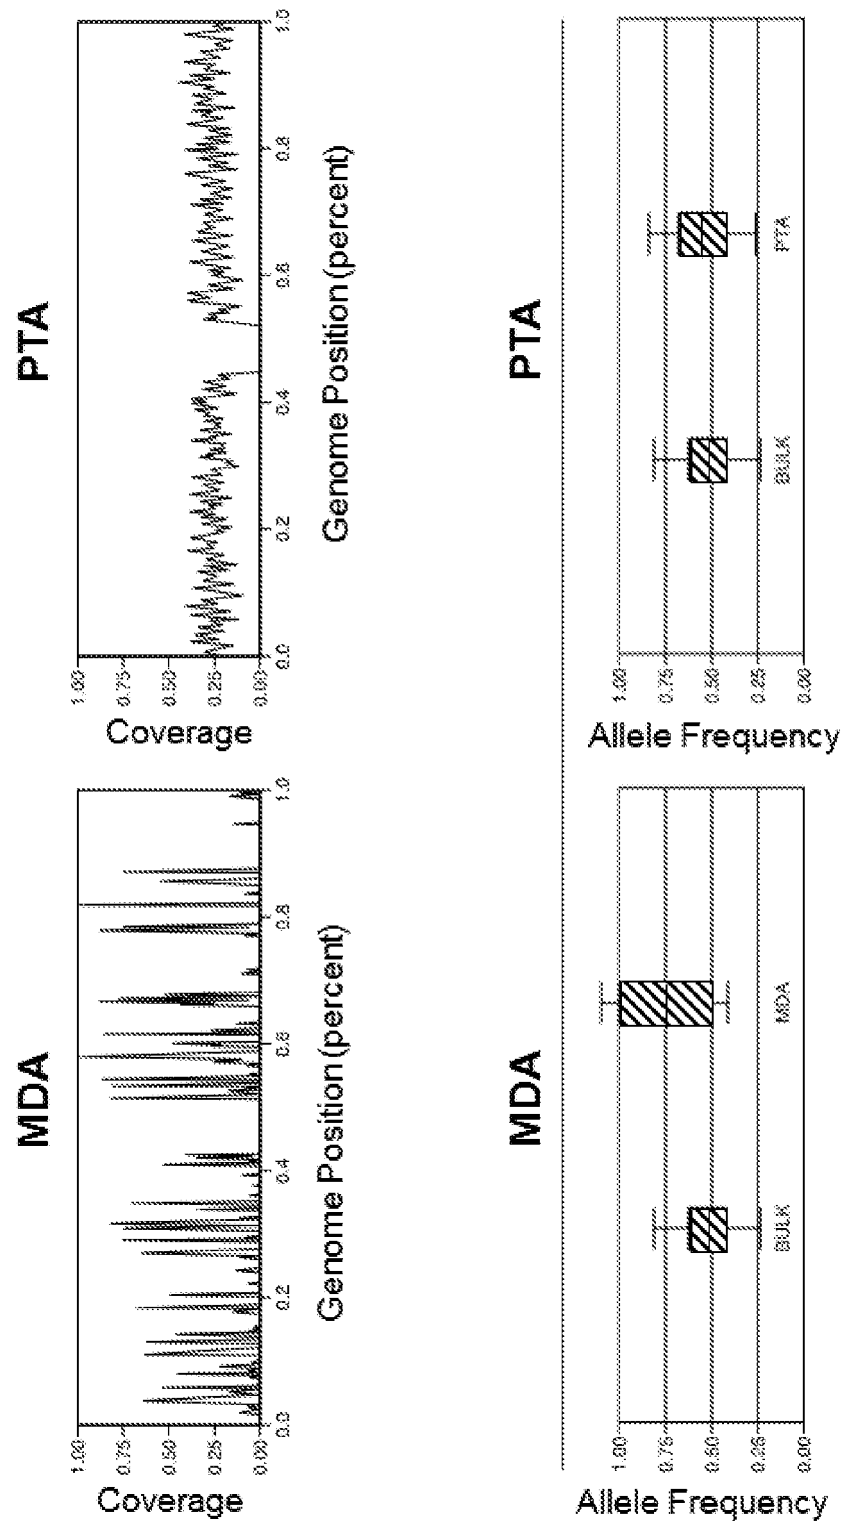 MDA
Coverage
1.00
0.75
0.50
0.25
0.00
0.0
0.2
0.4
0.6
0.8
1.0
Genome Position (percent)
PTA
Coverage
1.00
0.75
0.50
0.25
0.00
0.0
0.2
0.4
0.6
0.8
1.0
Genome Position (percent)
MDA
Allele Frequency
1.00
0.75
0.50
0.25
0.00
BULK
MDA
PTA
Allele Frequency
1.00
0.75
0.50
0.25
0.00
BULK
PTA